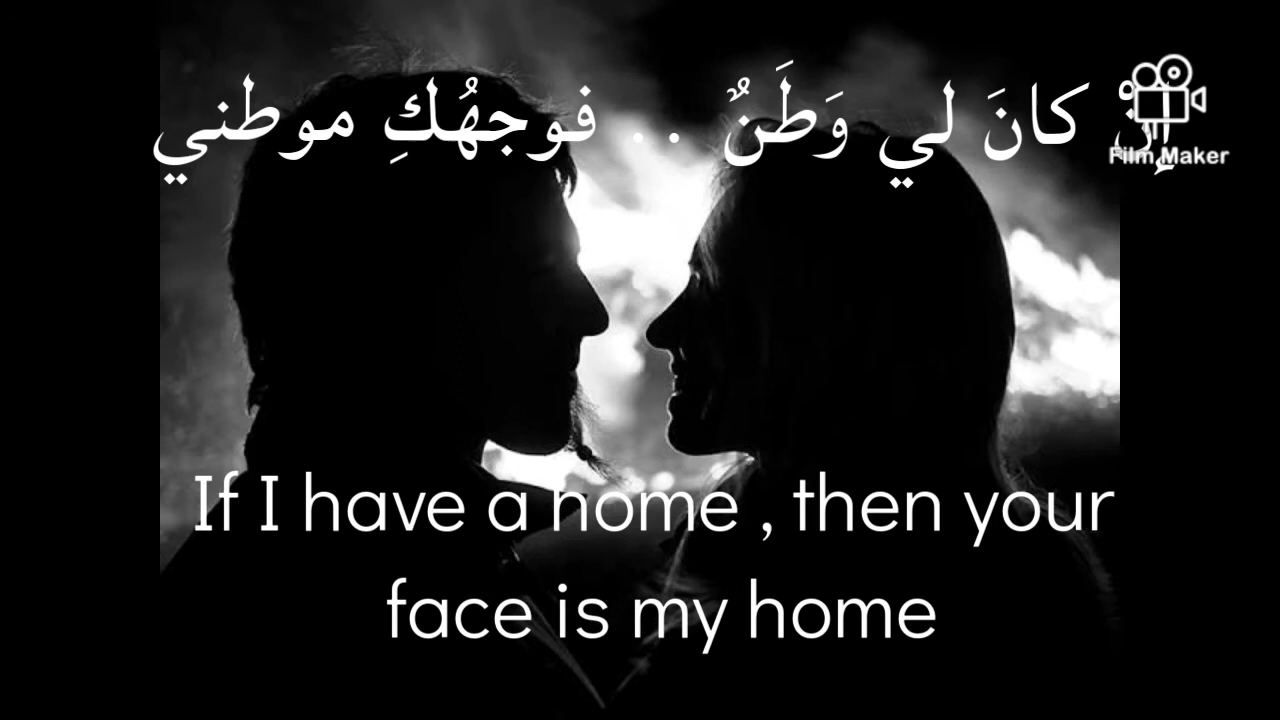 إنْ كانَ لي وَطَنٌ . . فوجهُكِ موطني
Film Maker
If I have a home , then your
face is my home